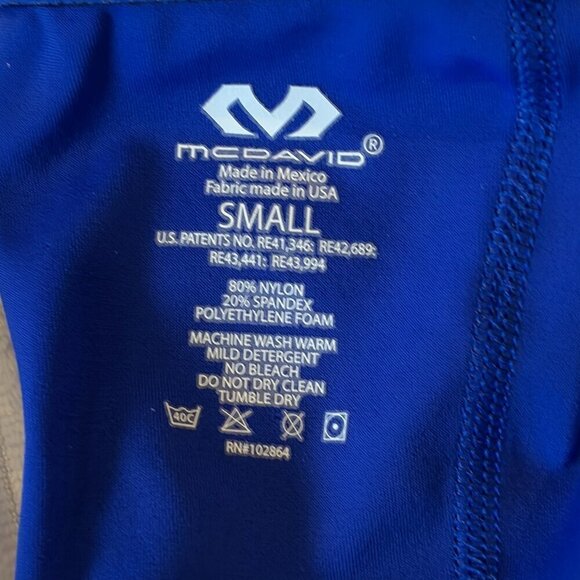 McDAVID®
Made in Mexico
Fabric made in USA
SMALL
U.S. PATENTS NO. RE41,346; RE42,689;
RE43,441; RE43,994
80% NYLON
20% SPANDEX
POLYETHYLENE FOAM
MACHINE WASH WARM
MILD DETERGENT
NO BLEACH
DO NOT DRY CLEAN
TUMBLE DRY
40C
RN#102864